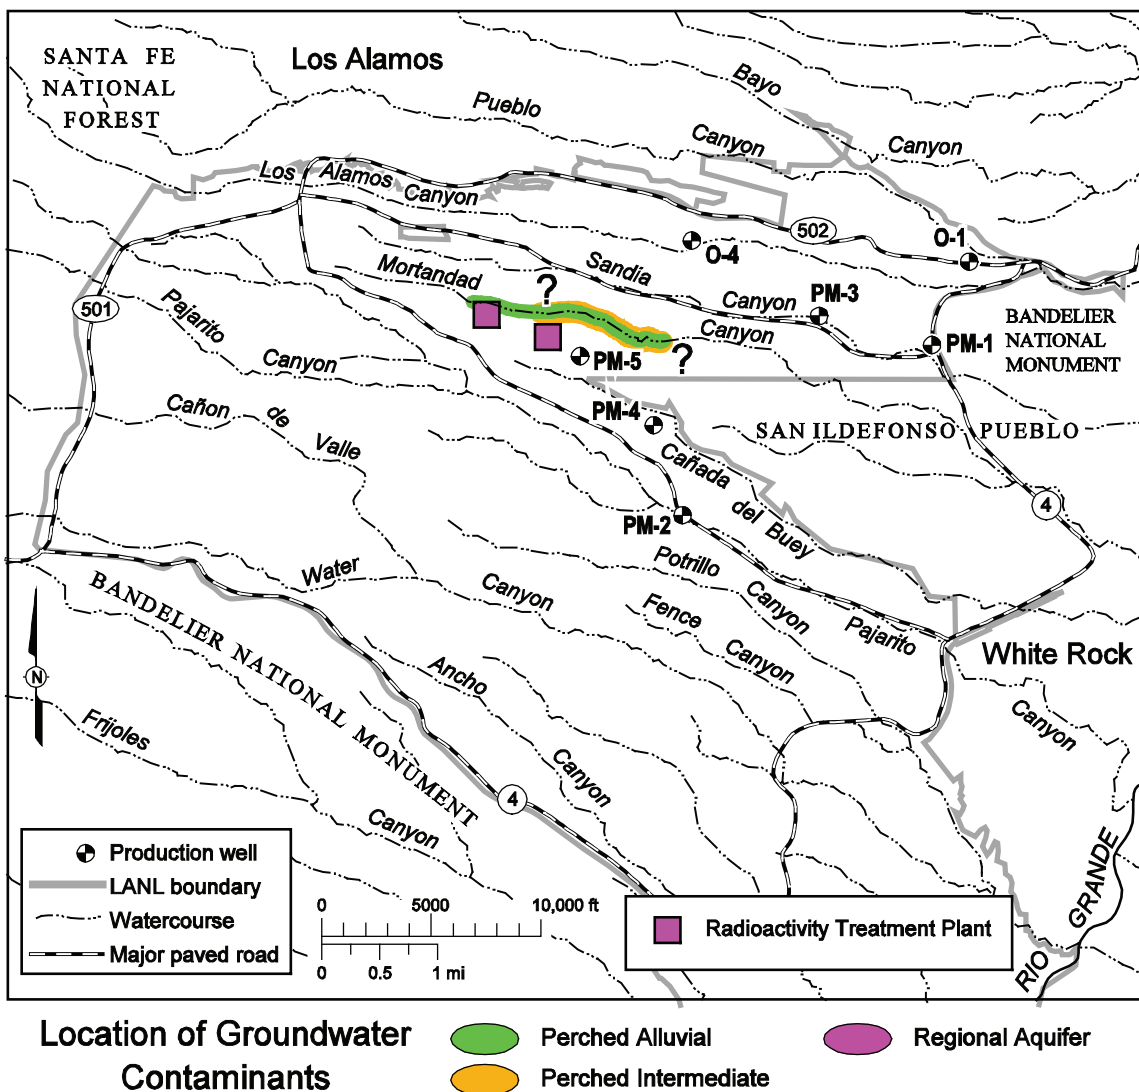 SANTA FE
NATIONAL
FOREST
Los Alamos
Bayo
Canyon
Pueblo
Canyon
Los Alamos Canyon
502
O-1
O-4
Sandia
Canyon
Mortandad
Canyon
?
?
PM-3
PM-1
PM-5
BANDELIER
NATIONAL
MONUMENT
501
Pajarito
Canyon
PM-4
SAN ILDEFONSO PUEBLO
Cañon de Valle
Cañada del Buey
4
PM-2
Water
Canyon
Potrillo
Canyon
Fence
Canyon
Pajarito
White Rock
Canyon
BANDELIER NATIONAL MONUMENT
N
Ancho
Canyon
Frijoles
Canyon
4
RIO GRANDE
Production well
LANL boundary
Watercourse
Major paved road
0 5000 10,000 ft
0 0.5 1 mi
Radioactivity Treatment Plant
Location of Groundwater
Contaminants
Perched Alluvial
Perched Intermediate
Regional Aquifer